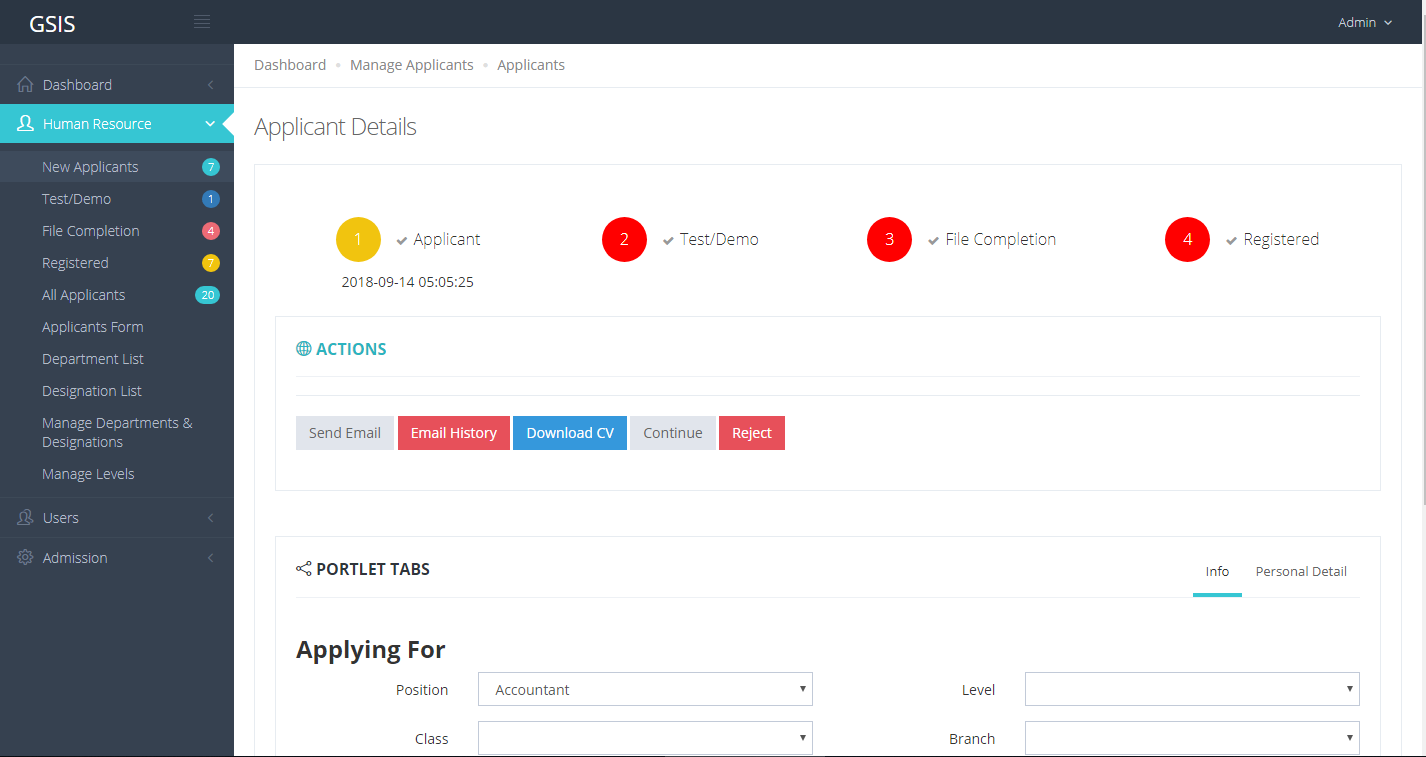 GSIS
Admin
Dashboard
Human Resource
New Applicants 7
Test/Demo 1
File Completion 4
Registered 7
All Applicants 20
Applicants Form
Department List
Designation List
Manage Departments &
Designations
Manage Levels
Users
Admission
Dashboard Manage Applicants Applicants
Applicant Details
1 Applicant 2 Test/Demo 3 File Completion 4 Registered
2018-09-14 05:05:25
ACTIONS
Send Email Email History Download CV Continue Reject
PORTLET TABS Info Personal Detail
Applying For
Position Accountant Level
Class Branch